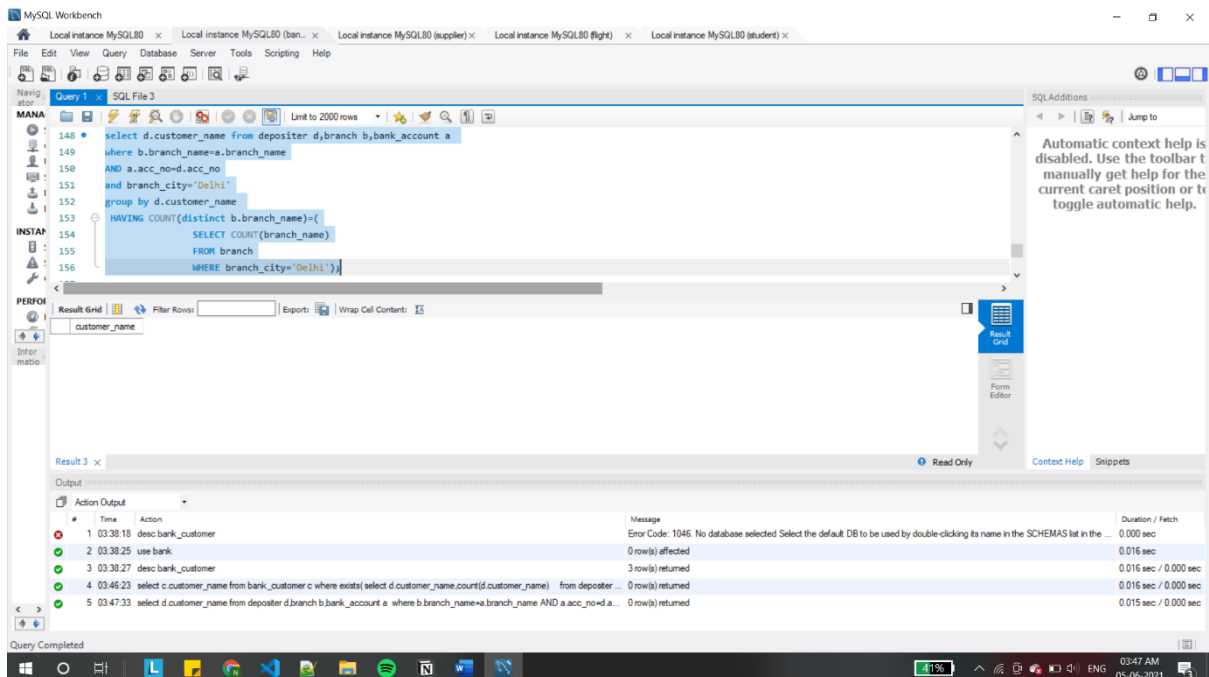 MySQL Workbench
Local instance MySQL80 × Local instance MySQL80 (ban.. × Local instance MySQL80 (supplier) × Local instance MySQL80 (flight) × Local instance MySQL80 (student) ×
File Edit View Query Database Server Tools Scripting Help
Navig
ator
Query 1 × SQL File 3
SQLAdditions
MANA
Limit to 2000 rows
Jump to
148 select d.customer_name from depositer d,branch b,bank_account a
149 where b.branch_name=a.branch_name
150 AND a.acc_no=d.acc_no
151 and branch_city='Delhi'
152 group by d.customer_name
153 HAVING COUNT(distinct b.branch_name)=(
154 SELECT COUNT(branch_name)
155 FROM branch
156 WHERE branch_city='Delhi');
Automatic context help is
disabled. Use the toolbar t
manually get help for the
current caret position or to
toggle automatic help.
INSTAN
PERFOI
Result Grid Filter Rows: Export: Wrap Cell Content:
customer_name
Result
Grid
Form
Editor
Infor
matio
Result 3 × Read Only
Context Help Snippets
Output
Action Output
# Time Action Message Duration / Fetch
1 03:38:18 desc bank_customer Error Code: 1046. No database selected Select the default DB to be used by double-clicking its name in the SCHEMAS list in the ... 0.000 sec
2 03:38:25 use bank 0 row(s) affected 0.016 sec
3 03:38:27 desc bank_customer 3 row(s) returned 0.016 sec / 0.000 sec
4 03:46:23 select c.customer_name from bank_customer c where exists( select d.customer_name,count(d.customer_name) from depositer ... 0 row(s) returned 0.016 sec / 0.000 sec
5 03:47:33 select d.customer_name from depositer d,branch b,bank_account a where b.branch_name=a.branch_name AND a.acc_no=d.a... 0 row(s) returned 0.015 sec / 0.000 sec
Query Completed
41% ENG 03:47 AM
05-06-2021